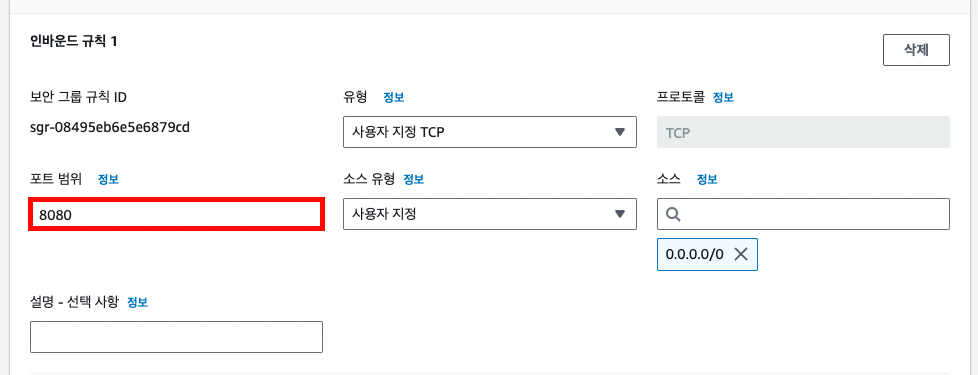 인바운드 규칙 1
삭제
보안 그룹 규칙 ID
sgr-08495eb6e5e6879cd
유형 정보
사용자 지정 TCP
프로토콜 정보
TCP
포트 범위 정보
8080
소스 유형 정보
사용자 지정
소스 정보
0.0.0.0/0
설명 - 선택 사항 정보